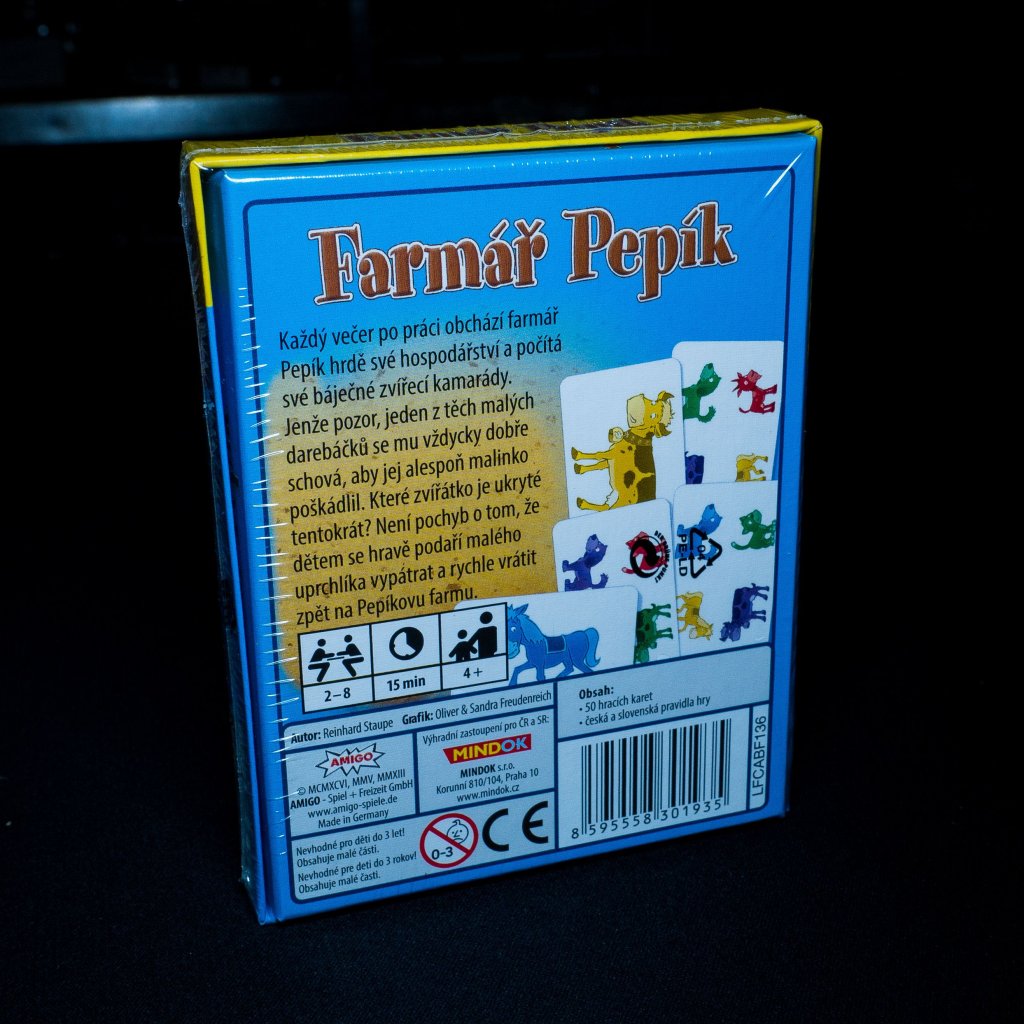 Farmář Pepík
Každý večer po práci obchází farmář
Pepík hrdě své hospodářství a počítá
své báječné zvířecí kamarády.
Jenže pozor, jeden z těch malých
darebáčků se mu vždycky dobře
schová, aby jej alespoň malinko
poškádlil. Které zvířátko je ukryté
tentokrát? Není pochyb o tom, že
dětem se hravě podaří malého
uprchlíka vypátrat a rychle vrátit
zpět na Pepíkovu farmu.
04
PE-LD
2–8
15 min
4+
Autor: Reinhard Staupe Grafik: Oliver & Sandra Freudenreich
AMIGO
© MCMXCVI, MMV, MMXIII
AMIGO - Spiel + Freizeit GmbH
www.amigo-spiele.de
Made in Germany
Výhradní zastoupení pro ČR a SR:
MINDOK
MINDOK s.r.o.
Korunní 810/104, Praha 10
www.mindok.cz
Obsah:
• 50 hracích karet
• česká a slovenská pravidla hry
8 595558 301935
LFCABF136
Nevhodné pro děti do 3 let!
Obsahuje malé části.
Nevhodné pre deti do 3 rokov!
Obsahuje malé časti.
0-3
CE